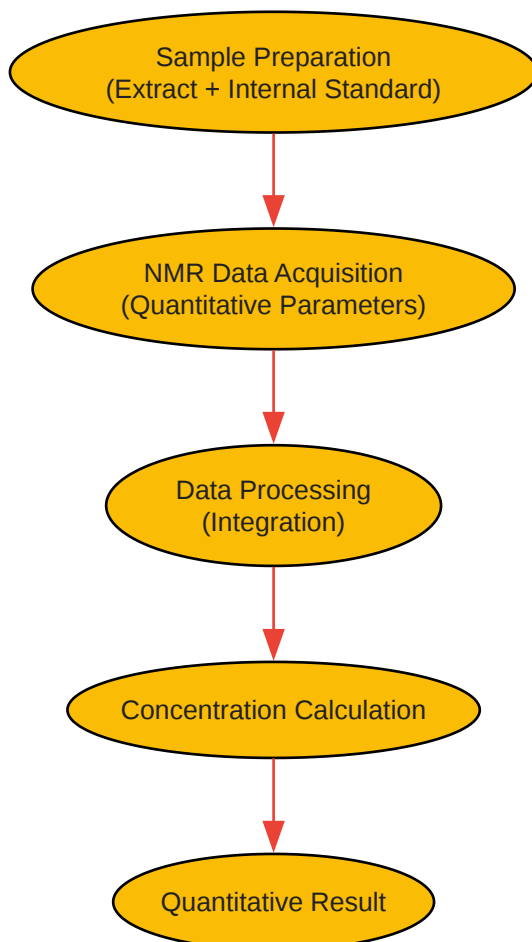 Sample Preparation
(Extract + Internal Standard)
NMR Data Acquisition
(Quantitative Parameters)
Data Processing
(Integration)
Concentration Calculation
Quantitative Result